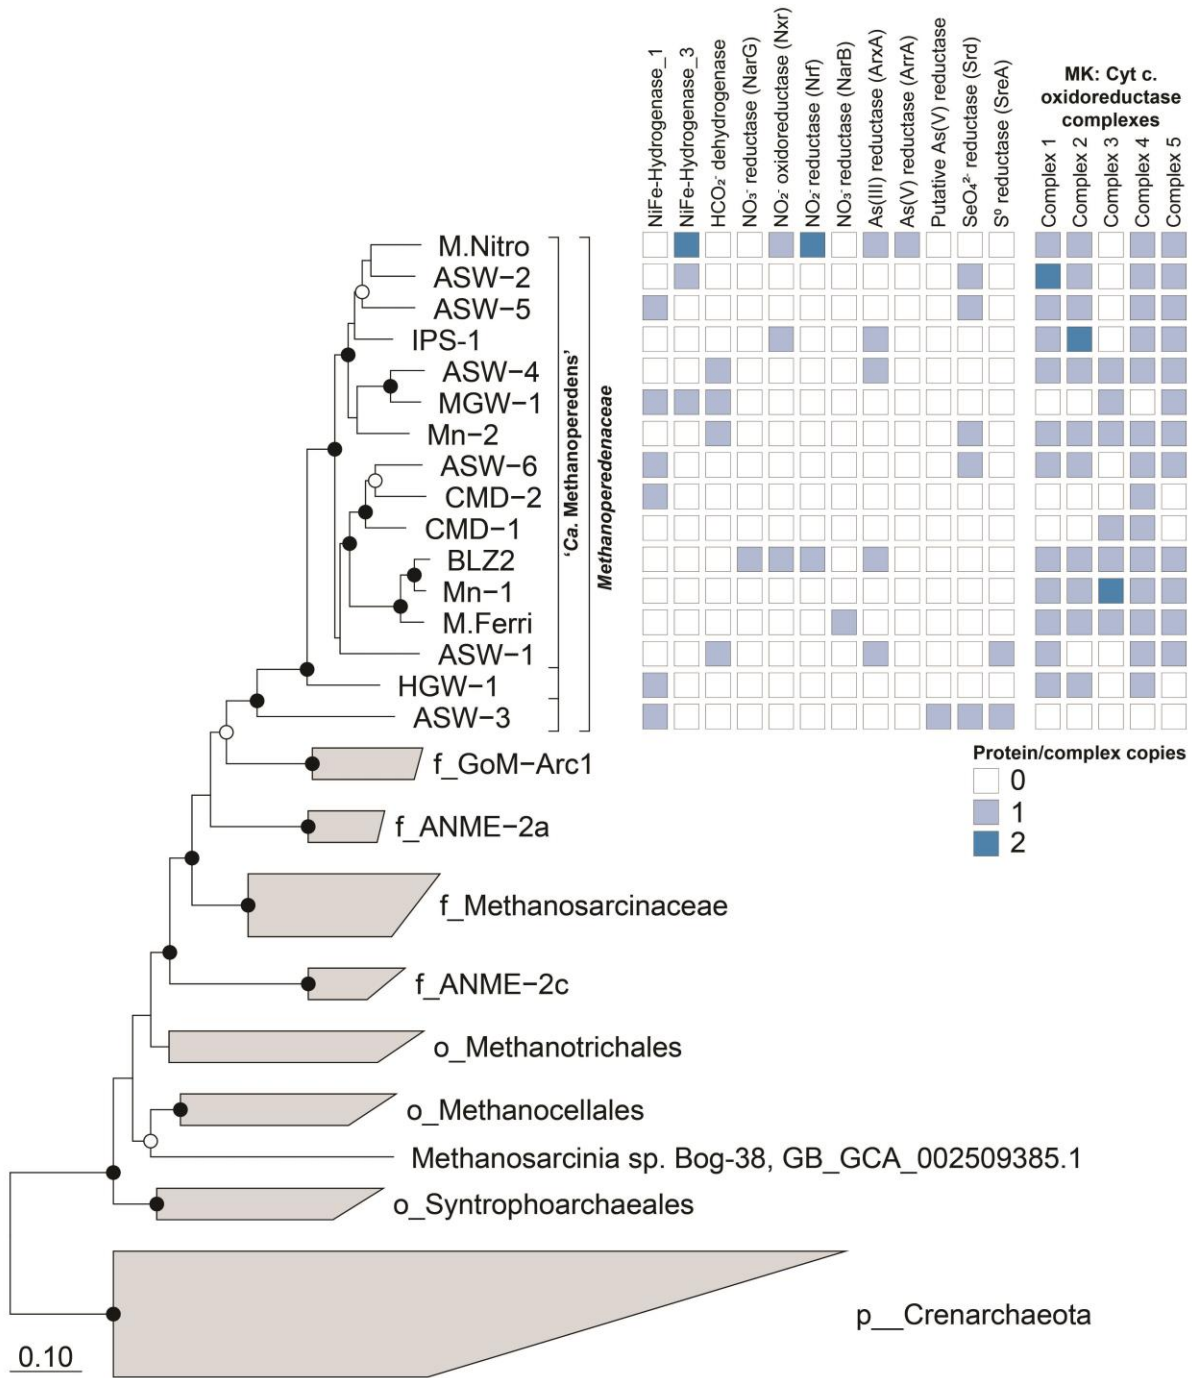 NiFe-Hydrogenase_1
NiFe-Hydrogenase_3
HCO₂⁻ dehydrogenase
NO₃⁻ reductase (NarG)
NO₂⁻ oxidoreductase (Nxr)
NO₂⁻ reductase (Nrf)
NO₃⁻ reductase (NarB)
As(III) reductase (ArxA)
As(V) reductase (ArrA)
Putative As(V) reductase
SeO₄²⁻ reductase (Srd)
S⁰ reductase (SreA)
MK: Cyt c.
oxidoreductase
complexes
Complex 1
Complex 2
Complex 3
Complex 4
Complex 5
M.Nitro
ASW−2
ASW−5
IPS-1
ASW−4
MGW−1
Mn−2
ASW−6
CMD−2
CMD−1
BLZ2
Mn−1
M.Ferri
ASW−1
HGW−1
ASW−3
‘Ca. Methanoperedens’
Methanoperedenaceae
f_GoM−Arc1
f_ANME−2a
f_Methanosarcinaceae
f_ANME−2c
o_Methanotrichales
o_Methanocellales
Methanosarcinia sp. Bog-38, GB_GCA_002509385.1
o_Syntrophoarchaeales
p__Crenarchaeota
0.10
Protein/complex copies
0
1
2